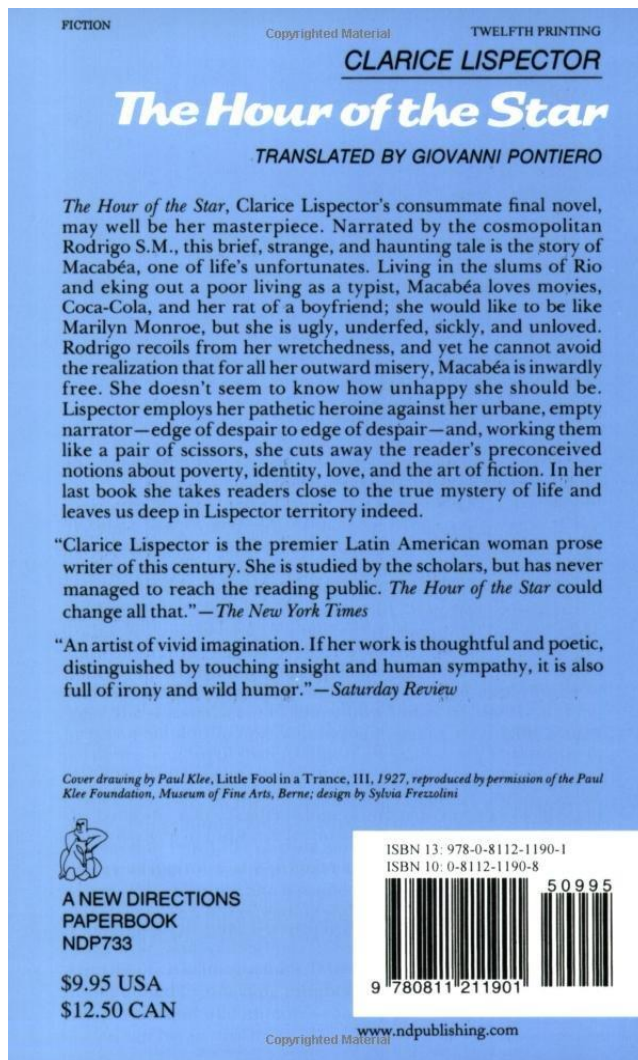 FICTION
Copyrighted Material
TWELFTH PRINTING
CLARICE LISPECTOR
The Hour of the Star
TRANSLATED BY GIOVANNI PONTIERO
The Hour of the Star, Clarice Lispector's consummate final novel,
may well be her masterpiece. Narrated by the cosmopolitan
Rodrigo S.M., this brief, strange, and haunting tale is the story of
Macabéa, one of life's unfortunates. Living in the slums of Rio
and eking out a poor living as a typist, Macabéa loves movies,
Coca-Cola, and her rat of a boyfriend; she would like to be like
Marilyn Monroe, but she is ugly, underfed, sickly, and unloved.
Rodrigo recoils from her wretchedness, and yet he cannot avoid
the realization that for all her outward misery, Macabéa is inwardly
free. She doesn't seem to know how unhappy she should be.
Lispector employs her pathetic heroine against her urbane, empty
narrator—edge of despair to edge of despair—and, working them
like a pair of scissors, she cuts away the reader's preconceived
notions about poverty, identity, love, and the art of fiction. In her
last book she takes readers close to the true mystery of life and
leaves us deep in Lispector territory indeed.
"Clarice Lispector is the premier Latin American woman prose
writer of this century. She is studied by the scholars, but has never
managed to reach the reading public. The Hour of the Star could
change all that."—The New York Times
"An artist of vivid imagination. If her work is thoughtful and poetic,
distinguished by touching insight and human sympathy, it is also
full of irony and wild humor."—Saturday Review
Cover drawing by Paul Klee, Little Fool in a Trance, III, 1927, reproduced by permission of the Paul
Klee Foundation, Museum of Fine Arts, Berne; design by Sylvia Frezzolini
A NEW DIRECTIONS
PAPERBOOK
NDP733
$9.95 USA
$12.50 CAN
ISBN 13: 978-0-8112-1190-1
ISBN 10: 0-8112-1190-8
50995
9 780811 211901
www.ndpublishing.com
Copyrighted Material